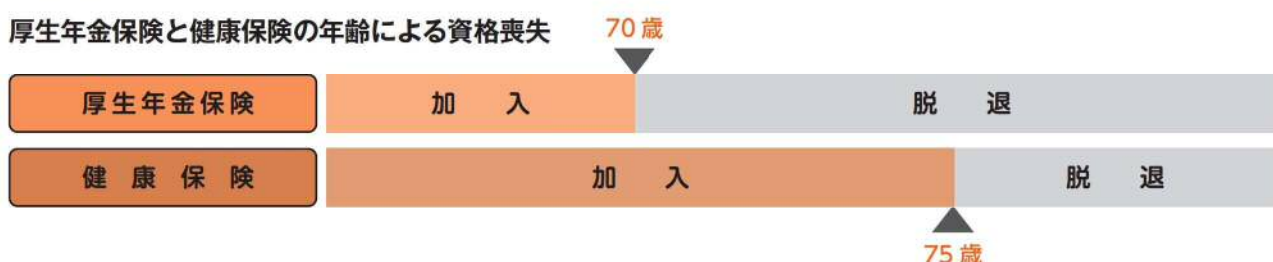 厚生年金保険と健康保険の年齢による資格喪失
70歳
厚生年金保険 加入 脱退
健康保険 加入 脱退
75歳